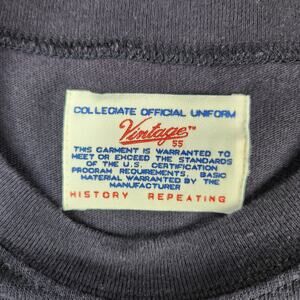 COLLEGIATE OFFICIAL UNIFORM
Vintage™
55
THIS GARMENT IS WARRANTED TO
MEET OR EXCEED THE STANDARDS
OF THE U.S. CERTIFICATION
PROGRAM REQUIREMENTS, BASIC
MATERIAL WARRANTED BY THE
MANUFACTURER
HISTORY REPEATING